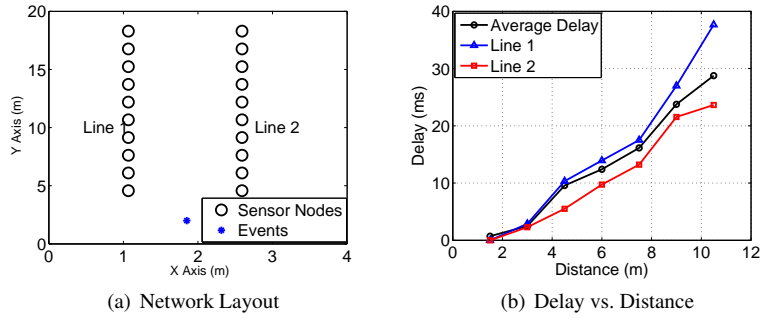 20
15
10
5
0
0
1
2
3
4
Y Axis (m)
X Axis (m)
Line 1
Line 2
Sensor Nodes
Events
(a) Network Layout
40
30
20
10
0
0
2
4
6
8
10
12
Delay (ms)
Distance (m)
Average Delay
Line 1
Line 2
(b) Delay vs. Distance